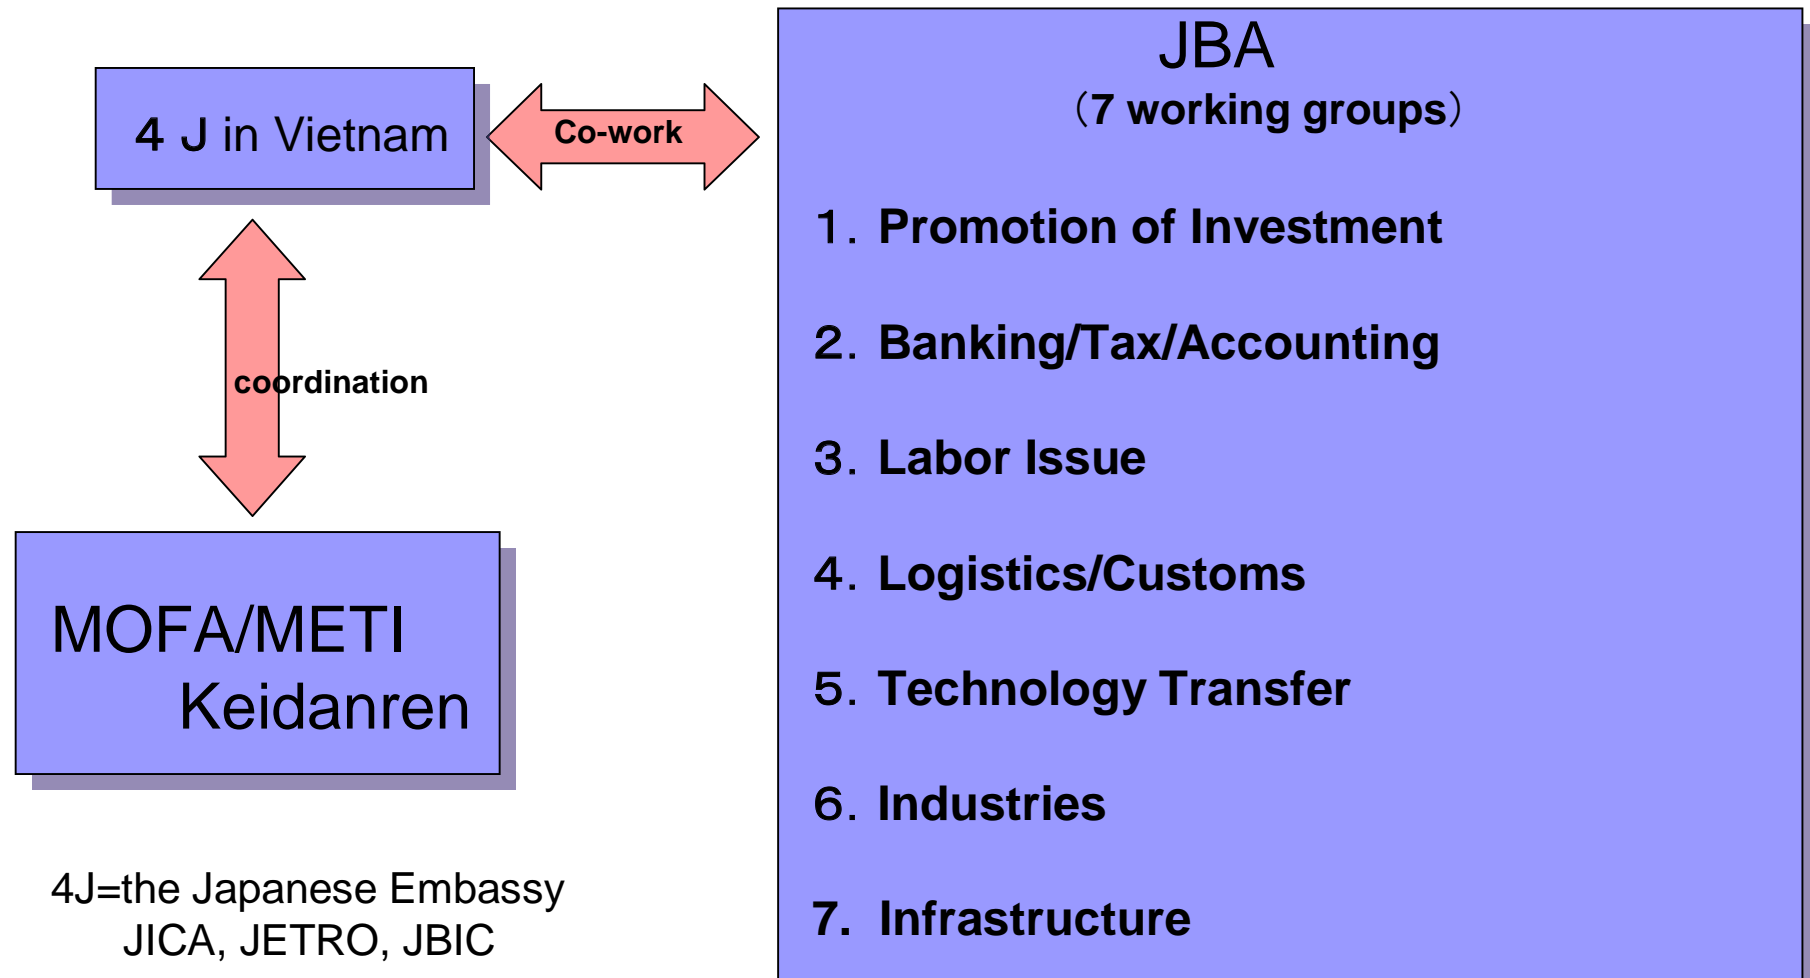 4 J in Vietnam
Co-work
coordination
MOFA/METI
Keidanren
4J=the Japanese Embassy
JICA, JETRO, JBIC
JBA
（7 working groups）
1. Promotion of Investment
2. Banking/Tax/Accounting
3. Labor Issue
4. Logistics/Customs
5. Technology Transfer
6. Industries
7. Infrastructure